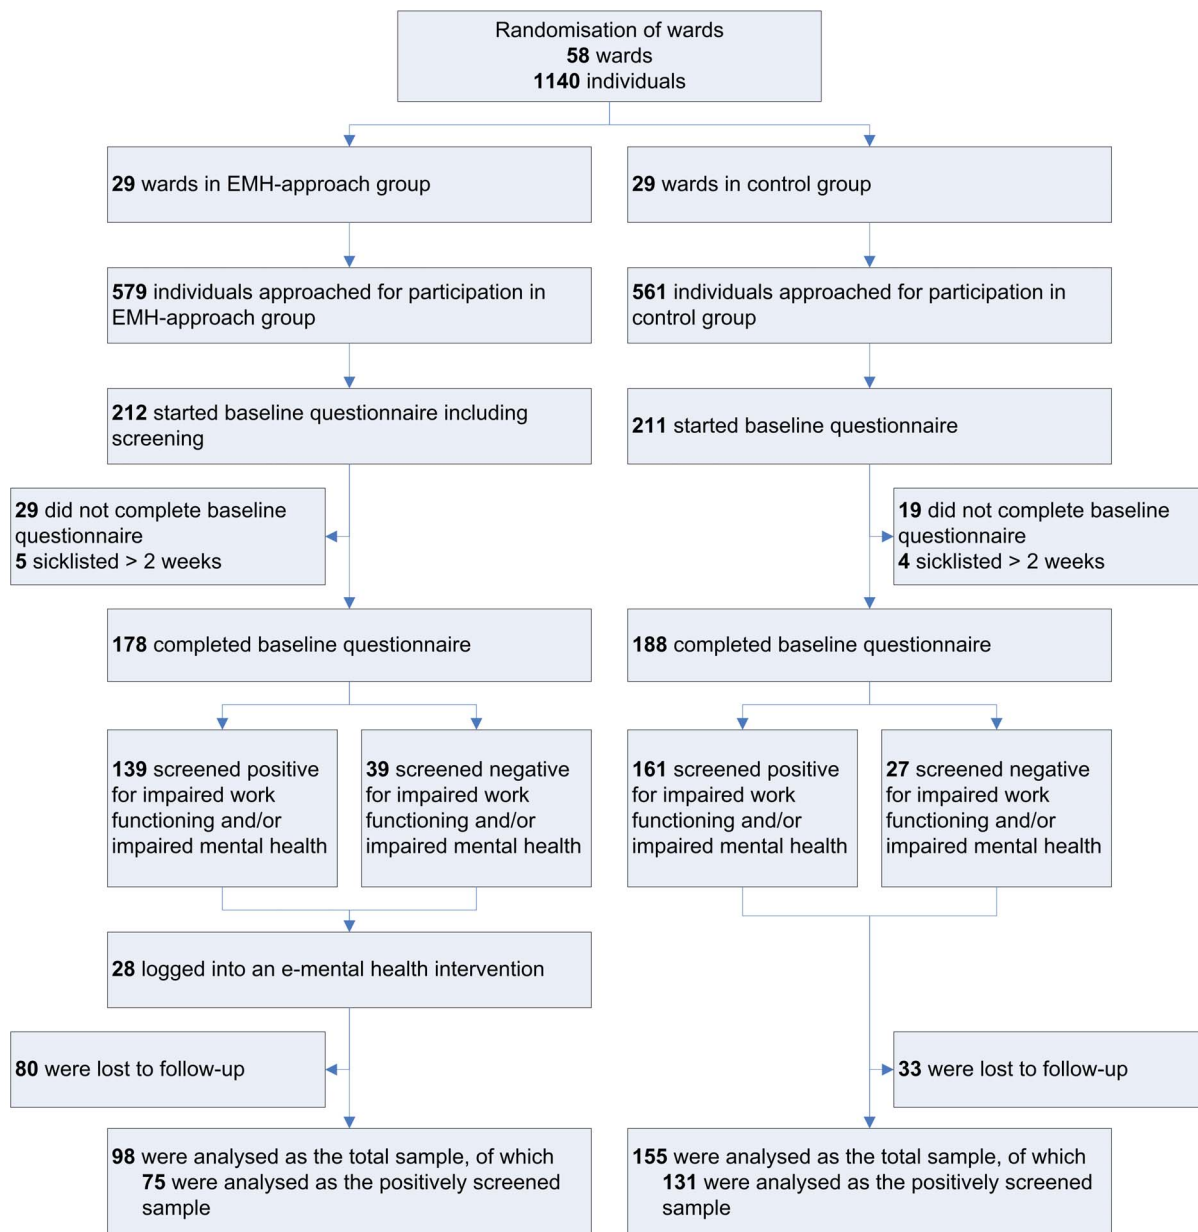 Randomisation of wards
58 wards
1140 individuals
29 wards in EMH-approach group
29 wards in control group
579 individuals approached for participation in
EMH-approach group
561 individuals approached for participation in
control group
212 started baseline questionnaire including
screening
211 started baseline questionnaire
29 did not complete baseline
questionnaire
5 sicklisted > 2 weeks
19 did not complete baseline
questionnaire
4 sicklisted > 2 weeks
178 completed baseline questionnaire
188 completed baseline questionnaire
139 screened positive
for impaired work
functioning and/or
impaired mental health
39 screened negative
for impaired work
functioning and/or
impaired mental health
161 screened positive
for impaired work
functioning and/or
impaired mental health
27 screened negative
for impaired work
functioning and/or
impaired mental health
28 logged into an e-mental health intervention
80 were lost to follow-up
33 were lost to follow-up
98 were analysed as the total sample, of which
75 were analysed as the positively screened
sample
155 were analysed as the total sample, of which
131 were analysed as the positively screened
sample